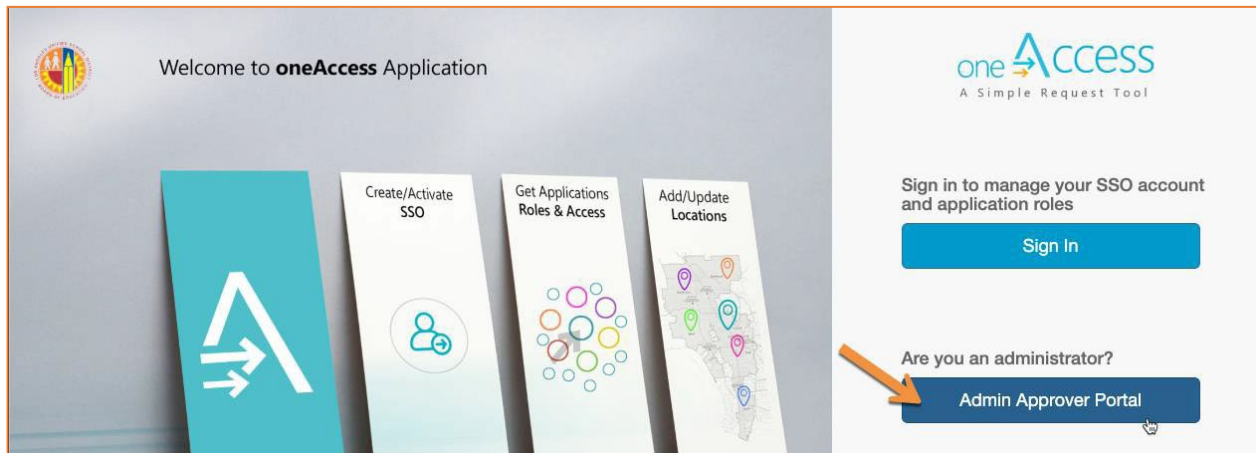 Welcome to oneAccess Application
Create/Activate
SSO
Get Applications
Roles & Access
Add/Update
Locations
one Access
A Simple Request Tool
Sign in to manage your SSO account
and application roles
Sign In
Are you an administrator?
Admin Approver Portal